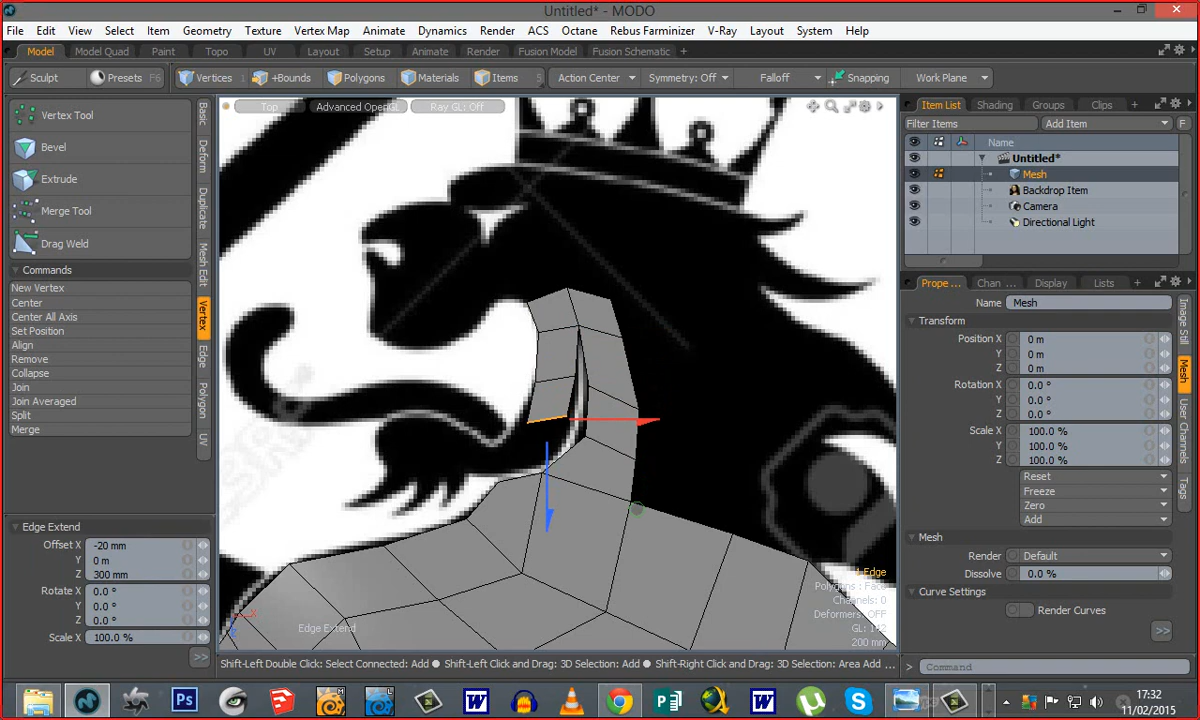 Untitled* - MODO
File Edit View Select Item Geometry Texture Vertex Map Animate Dynamics Render ACS Octane Rebus Farminizer V-Ray Layout System Help
Model Model Quad Paint Topo UV Layout Setup Animate Render Fusion Model Fusion Schematic +
Sculpt Presets F6 Vertices 1 +Bounds Polygons Materials Items 5 Action Center Symmetry: Off Falloff Snapping Work Plane
Top Advanced OpenGL Ray GL: Off
Vertex Tool
Bevel
Extrude
Merge Tool
Drag Weld
Commands
New Vertex
Center
Center All Axis
Set Position
Align
Remove
Collapse
Join
Join Averaged
Split
Merge
Basic
Deform
Duplicate
Mesh Edit
Vertex
Edge
Polygon
UV
Edge Extend
Offset X -20 mm
Y 0 m
Z 300 mm
Rotate X 0.0 °
Y 0.0 °
Z 0.0 °
Scale X 100.0 %
>>
X
Edge Extend
Polygons : Face
Channels: 0
Deformers: OFF
200 mm
Item List Shading Groups Clips +
Filter Items Add Item F
Name
Untitled*
Mesh
Backdrop Item
Camera
Directional Light
Prope ... Chan ... Display Lists +
Name Mesh
Transform
Position X 0 m
Y 0 m
Z 0 m
Rotation X 0.0 °
Y 0.0 °
Z 0.0 °
Scale X 100.0 %
Y 100.0 %
Z 100.0 %
Reset
Freeze
Zero
Add
Mesh
Render Default
Dissolve 0.0 %
Curve Settings
Render Curves
>>
Image Still
Mesh
User Channels
Tags
Shift-Left Double Click: Select Connected: Add ● Shift-Left Click and Drag: 3D Selection: Add ● Shift-Right Click and Drag: 3D Selection: Area Add ...
> Command
Ps W W S
17:32
11/02/2015